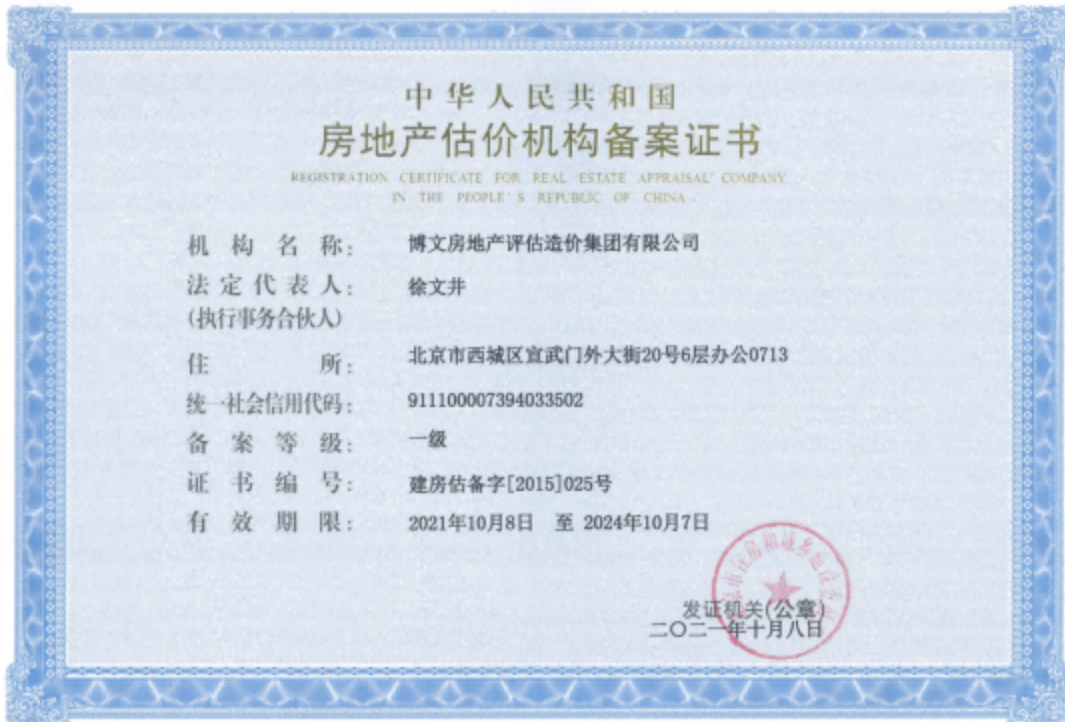 中华人民共和国
房地产估价机构备案证书
REGISTRATION CERTIFICATE FOR REAL ESTATE APPRAISAL COMPANY
IN THE PEOPLE'S REPUBLIC OF CHINA
机构名称： 博文房地产评估造价集团有限公司
法定代表人： 徐文井
(执行事务合伙人)
住所： 北京市西城区宣武门外大街20号6层办公0713
统一社会信用代码： 911100007394033502
备案等级： 一级
证书编号： 建房估备字[2015]025号
有效期限： 2021年10月8日 至 2024年10月7日
发证机关(公章)
二〇二一年十月八日